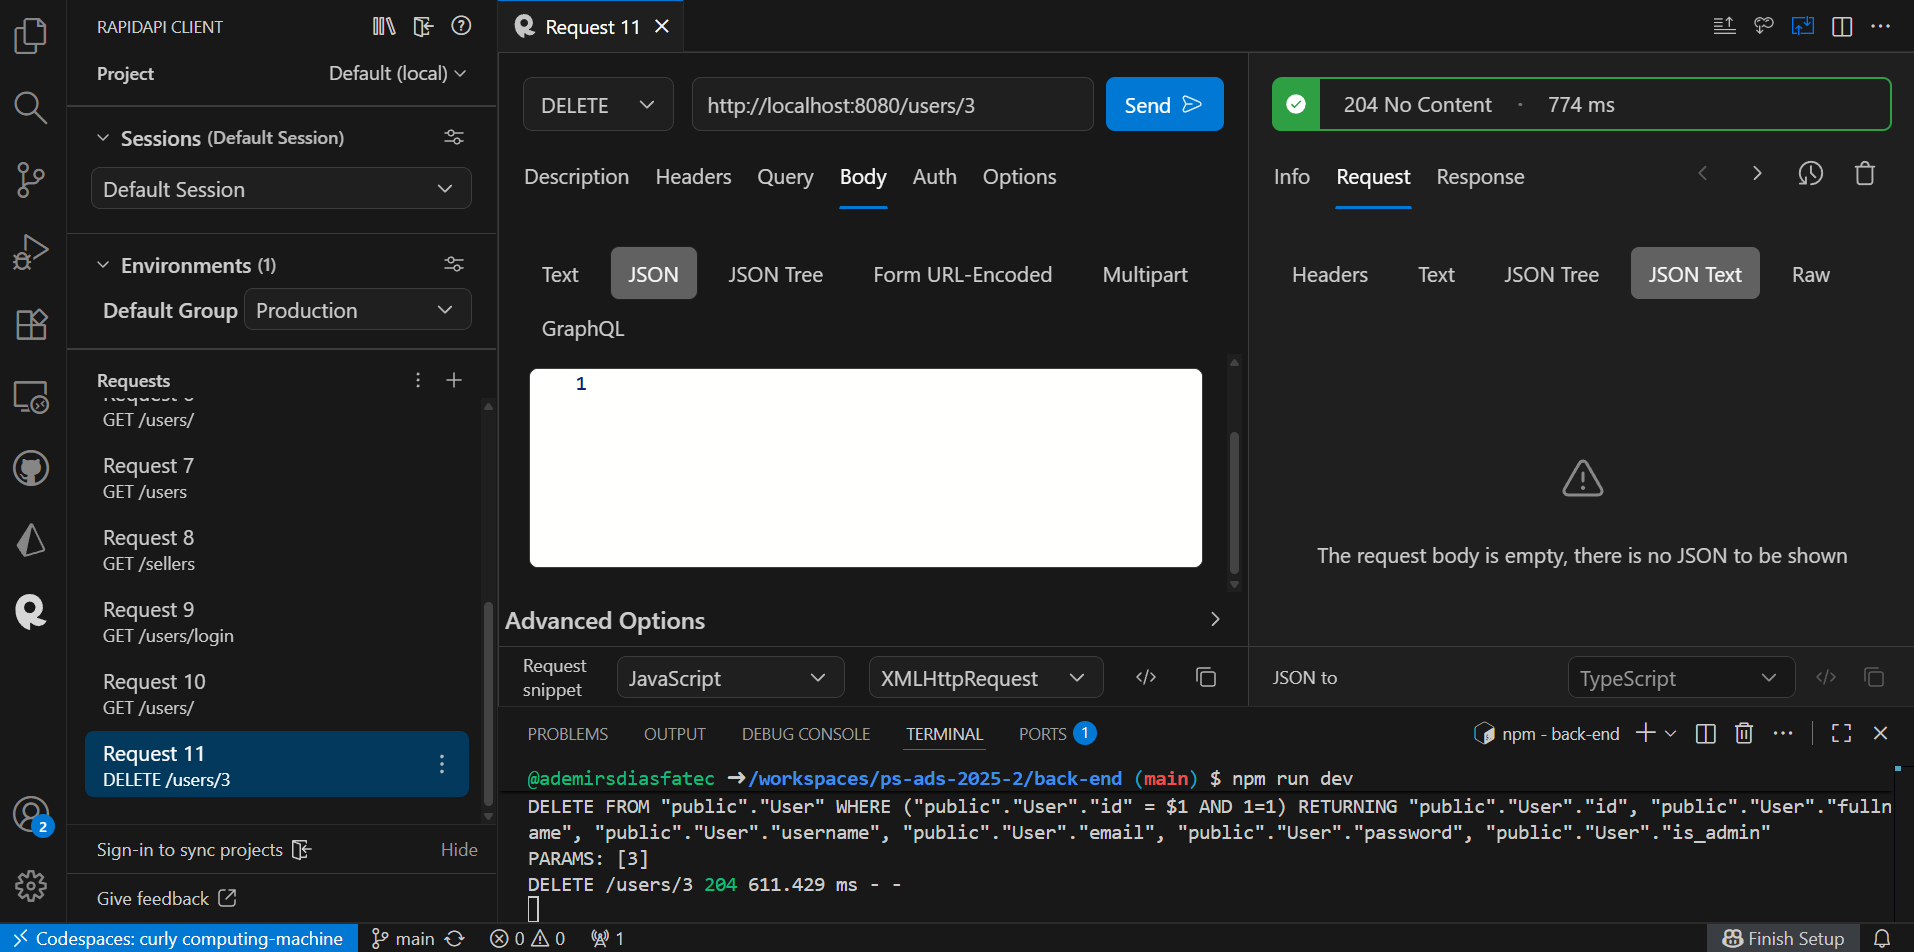 RAPIDAPI CLIENT
Project
Default (local)
Sessions (Default Session)
Default Session
Environments (1)
Default Group
Production
Requests
GET /users/
Request 7
GET /users
Request 8
GET /sellers
Request 9
GET /users/login
Request 10
GET /users/
Request 11
DELETE /users/3
Sign-in to sync projects
Hide
Give feedback
2
Request 11
DELETE
http://localhost:8080/users/3
Send
Description Headers Query Body Auth Options
Text JSON JSON Tree Form URL-Encoded Multipart
GraphQL
1
Advanced Options
Request
snippet
JavaScript
XMLHttpRequest
204 No Content · 774 ms
Info Request Response
Headers Text JSON Tree JSON Text Raw
The request body is empty, there is no JSON to be shown
JSON to
TypeScript
PROBLEMS OUTPUT DEBUG CONSOLE TERMINAL PORTS 1
npm - back-end
@ademirsdiasfatec ➜/workspaces/ps-ads-2025-2/back-end (main) $ npm run dev
DELETE FROM "public"."User" WHERE ("public"."User"."id" = $1 AND 1=1) RETURNING "public"."User"."id", "public"."User"."fulln
ame", "public"."User"."username", "public"."User"."email", "public"."User"."password", "public"."User"."is_admin"
PARAMS: [3]
DELETE /users/3 204 611.429 ms - -
Codespaces: curly computing-machine
main
0
0
1
Finish Setup